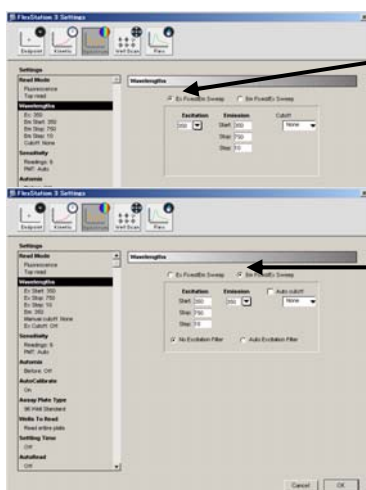 FlexStation 3 Settings
Endpoint Kinetic Spectrum Well Scan Flex
Settings
Read Mode
Fluorescence
Top read
Wavelengths
Ex: 350
Em Start: 350
Em Stop: 750
Em Step: 10
Cutoff: None
Sensitivity
Readings: 6
PMT: Auto
Automix
Before: Off
Wavelengths
Ex Fixed/Em Sweep Em Fixed/Ex Sweep
Excitation Emission Cutoff
350 Start: 350 None
Stop: 750
Step: 10
FlexStation 3 Settings
Endpoint Kinetic Spectrum Well Scan Flex
Settings
Read Mode
Fluorescence
Top read
Wavelengths
Ex Start: 350
Ex Stop: 750
Ex Step: 10
Em: 350
Manual cutoff: None
Ex Cutoff: Off
Sensitivity
Readings: 6
PMT: Auto
Automix
Before: Off
AutoCalibrate
On
Assay Plate Type
96 Well Standard
Wells To Read
Read entire plate
Settling Time
Off
AutoRead
Off
Wavelengths
Ex Fixed/Em Sweep Em Fixed/Ex Sweep
Excitation Emission Auto cutoff
Start: 350 350 None
Stop: 750
Step: 10
No Excitation Filter Auto Excitation Filter
Cancel OK